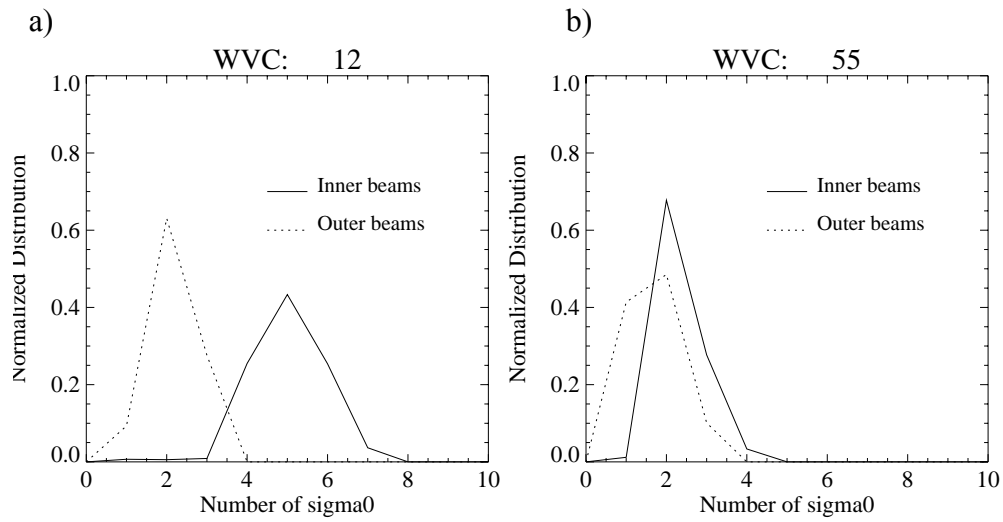 a)
WVC: 12
1.0
0.8
0.6
0.4
0.2
0.0
Normalized Distribution
Inner beams
Outer beams
0 2 4 6 8 10
Number of sigma0
b)
WVC: 55
1.0
0.8
0.6
0.4
0.2
0.0
Normalized Distribution
Inner beams
Outer beams
0 2 4 6 8 10
Number of sigma0